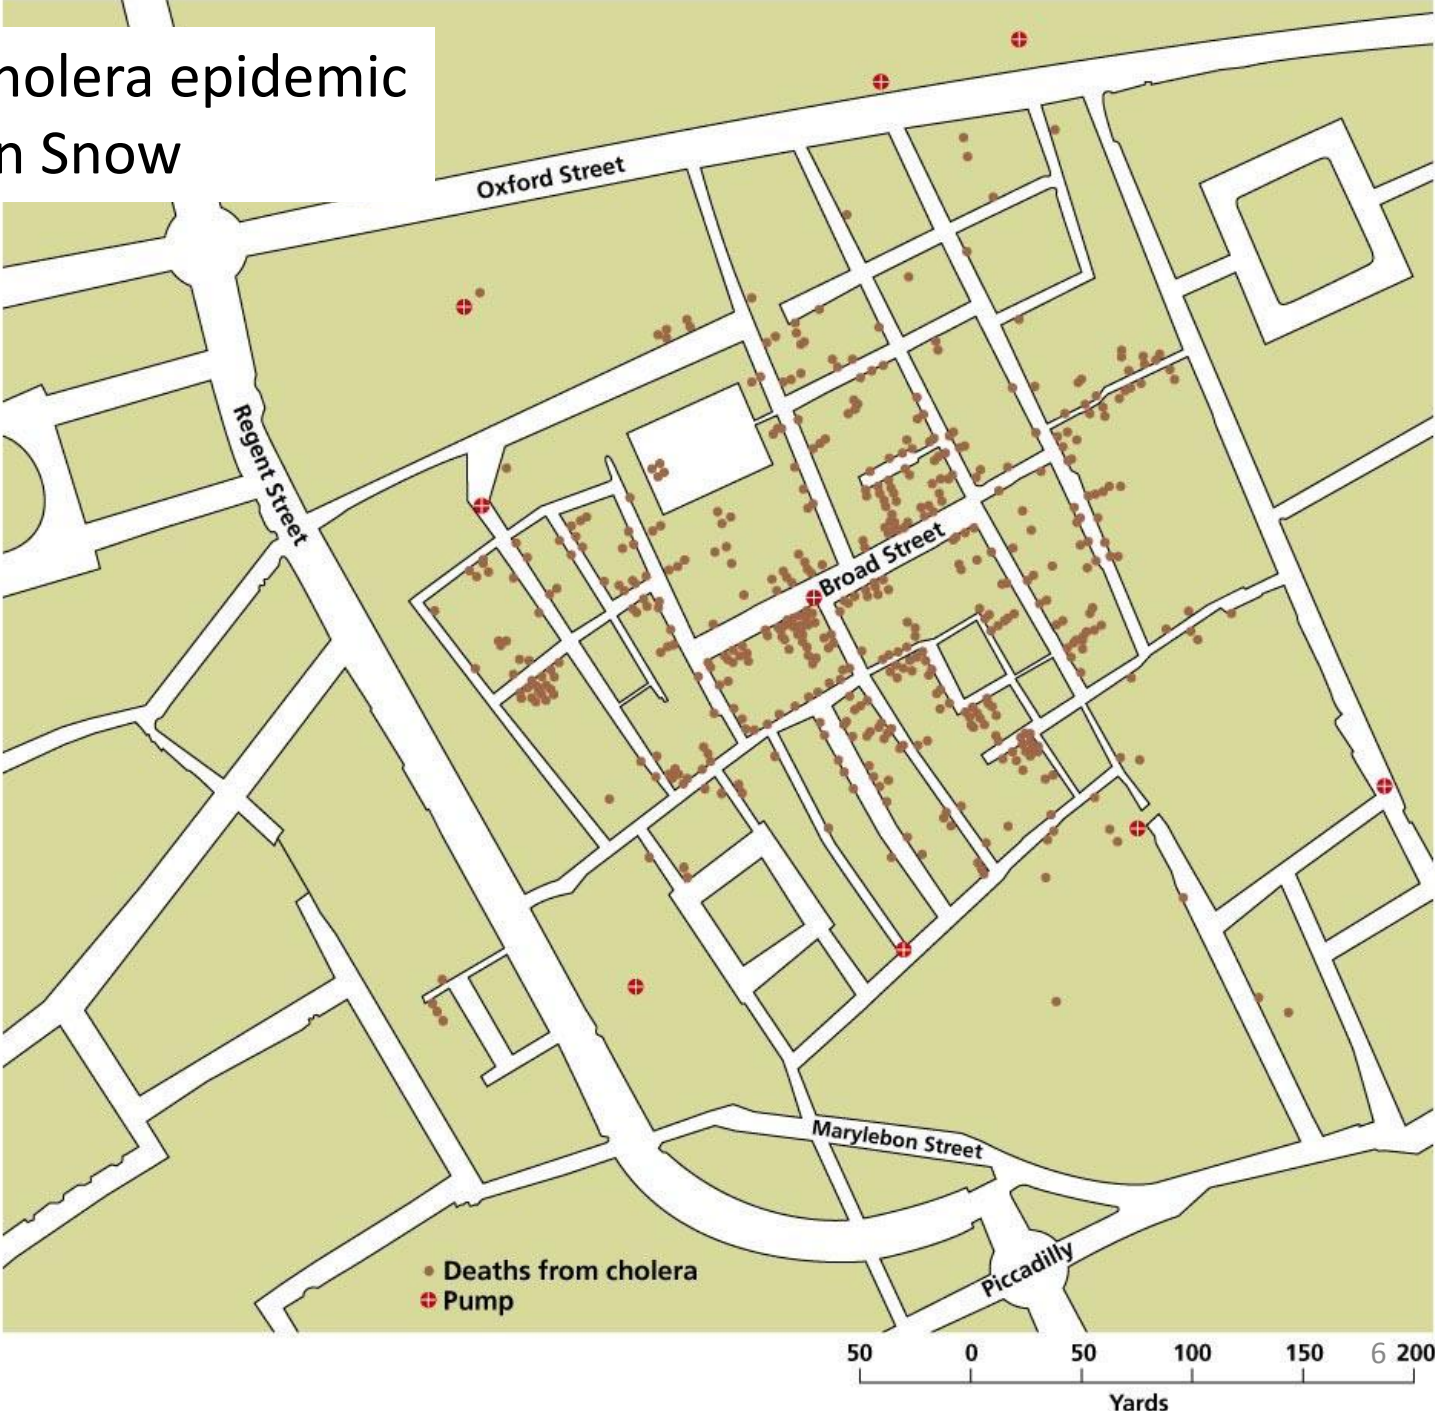 holera epidemic
n Snow
Oxford Street
Regent Street
Broad Street
Marylebon Street
Piccadilly
Deaths from cholera
Pump
50 0 50 100 150 6 200
Yards